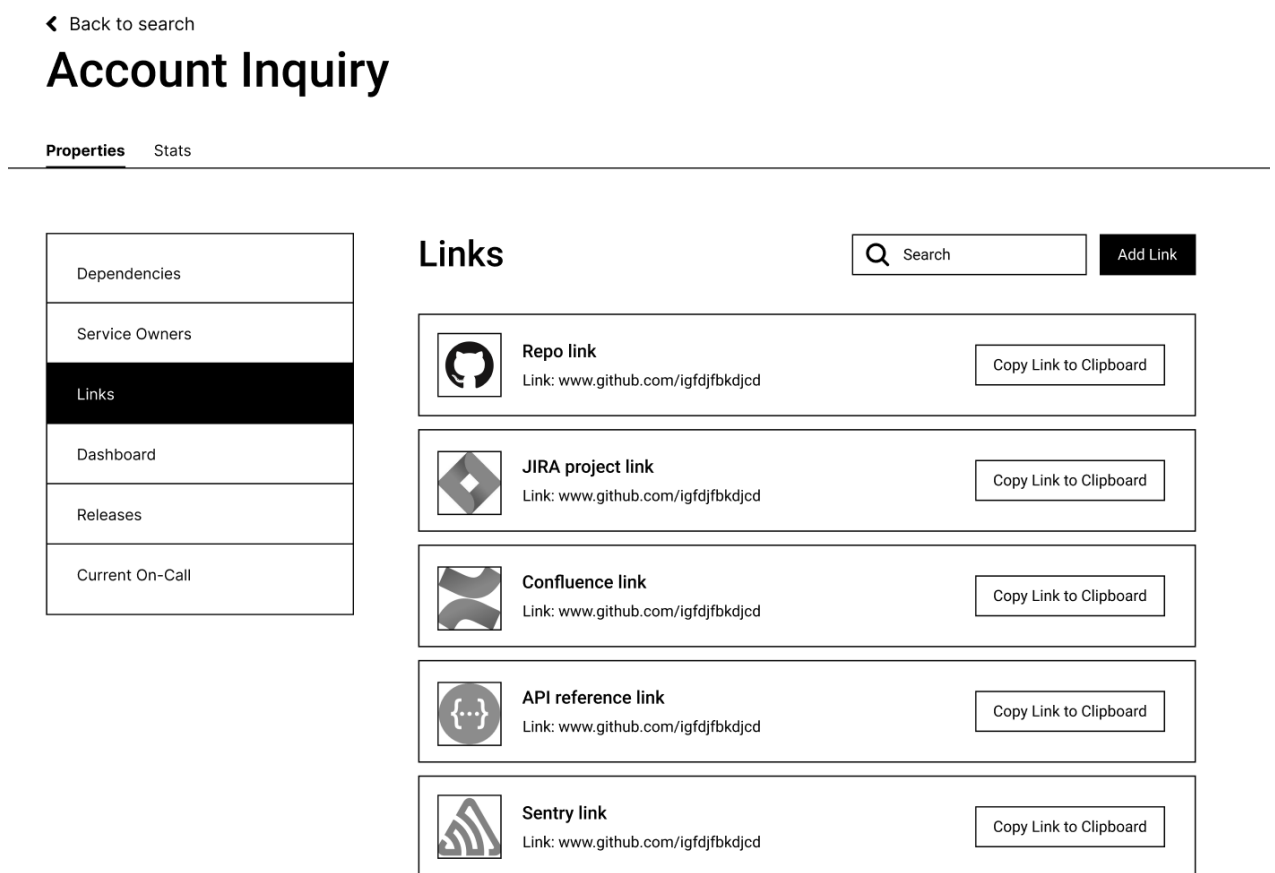 Back to search
Account Inquiry
Properties Stats
Dependencies
Service Owners
Links
Dashboard
Releases
Current On-Call
Links
Search
Add Link
Repo link
Link: www.github.com/igfdjfbkdjcd
Copy Link to Clipboard
JIRA project link
Link: www.github.com/igfdjfbkdjcd
Copy Link to Clipboard
Confluence link
Link: www.github.com/igfdjfbkdjcd
Copy Link to Clipboard
API reference link
Link: www.github.com/igfdjfbkdjcd
Copy Link to Clipboard
Sentry link
Link: www.github.com/igfdjfbkdjcd
Copy Link to Clipboard